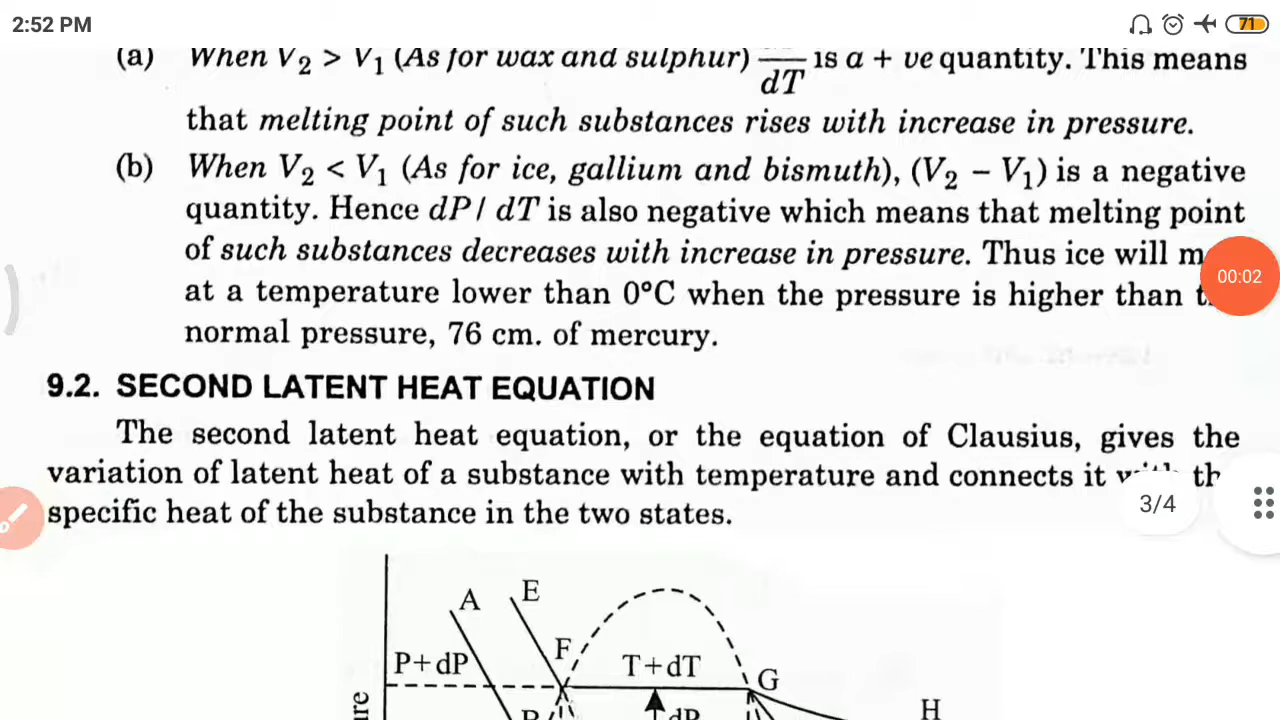 2:52 PM
71
(a) When V₂ > V₁ (As for wax and sulphur) dT is a + ve quantity. This means
that melting point of such substances rises with increase in pressure.
(b) When V₂ < V₁ (As for ice, gallium and bismuth), (V₂ − V₁) is a negative
quantity. Hence dP / dT is also negative which means that melting point
of such substances decreases with increase in pressure. Thus ice will
00:02
at a temperature lower than 0°C when the pressure is higher than
normal pressure, 76 cm. of mercury.
9.2. SECOND LATENT HEAT EQUATION
The second latent heat equation, or the equation of Clausius, gives the
variation of latent heat of a substance with temperature and connects it
3/4
specific heat of the substance in the two states.
A
E
F
P+dP
T+dT
G
H
dP